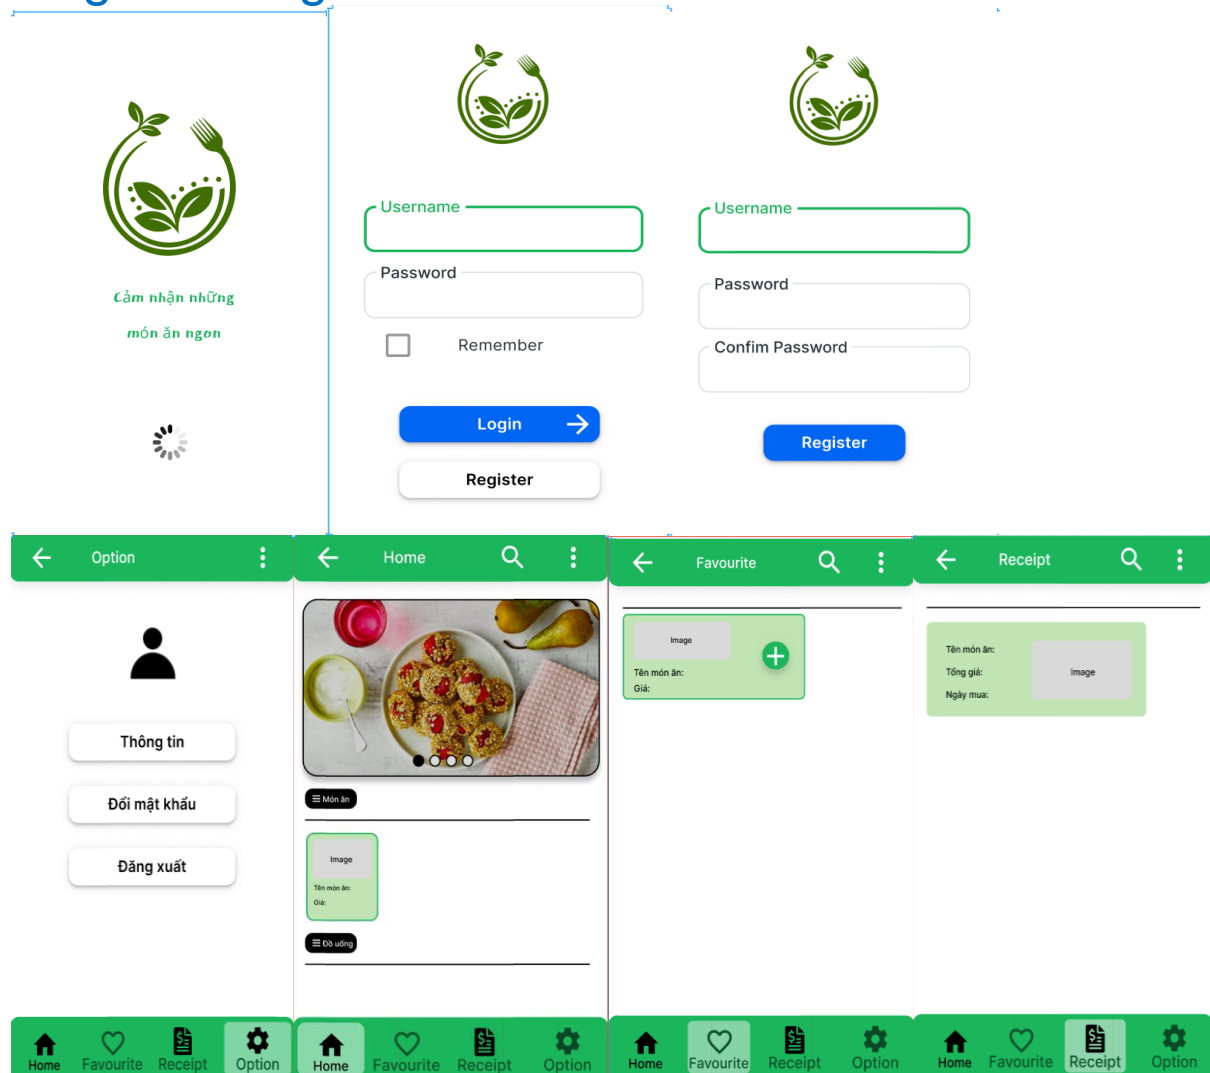 Cảm nhận những
món ăn ngon
Username
Password
Remember
Login
Register
Username
Password
Confim Password
Register
Option
Thông tin
Đổi mật khẩu
Đăng xuất
Home
Favourite
Receipt
Option
Home
Món ăn
Image
Tên món ăn:
Giá:
Đồ uống
Home
Favourite
Receipt
Option
Favourite
Image
Tên món ăn:
Giá:
Home
Favourite
Receipt
Option
Receipt
Tên món ăn:
Tổng giá:
Ngày mua:
Image
Home
Favourite
Receipt
Option